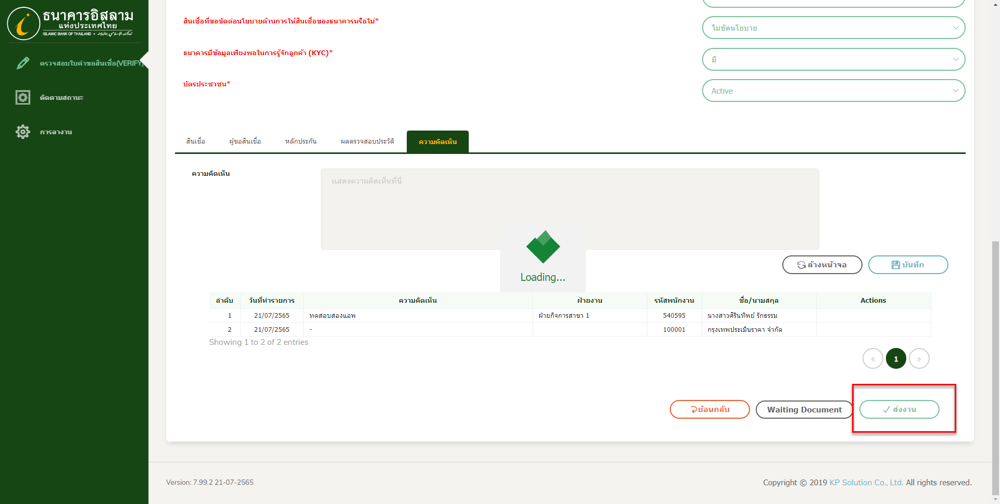 ธนาคารอิสลาม
แห่งประเทศไทย
ISLAMIC BANK OF THAILAND •
ตรวจสอบใบคำขอสินเชื่อ(VERIFY)
ติดตามสถานะ
การลางาน
สินเชื่อที่ขอขัดต่อนโยบายด้านการให้สินเชื่อของธนาคารหรือไม่*
ไม่ขัดนโยบาย
ธนาคารมีข้อมูลเพียงพอในการรู้จักลูกค้า (KYC)*
มี
บัตรประชาชน*
Active
สินเชื่อ ผู้ขอสินเชื่อ หลักประกัน ผลตรวจสอบประวัติ ความคิดเห็น
ความคิดเห็น
แสดงความคิดเห็นที่นี่
Loading...
ล้างหน้าจอ บันทึก
ลำดับ วันที่ทำรายการ ความคิดเห็น ฝ่ายงาน รหัสพนักงาน ชื่อ/นามสกุล Actions
1 21/07/2565 ทดสอบสองแอพ ฝ่ายกิจการสาขา 1 540595 นางสาวศิรินทิพย์ รักธรรม
2 21/07/2565 - 100001 กรุงเทพประเมินราคา จำกัด
Showing 1 to 2 of 2 entries
« 1 »
ย้อนกลับ Waiting Document ส่งงาน
Version: 7.99.2 21-07-2565
Copyright © 2019 KP Solution Co., Ltd. All rights reserved.